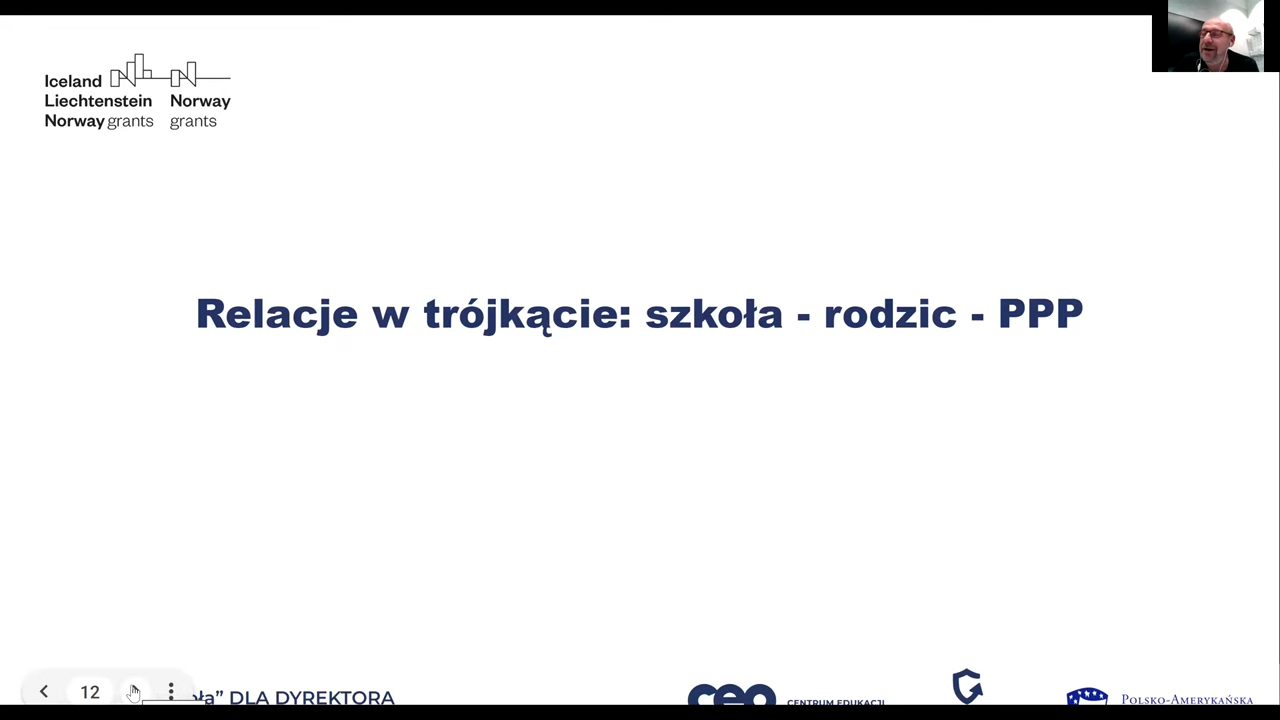 Iceland
Liechtenstein Norway
Norway grants grants
Relacje w trójkącie: szkoła - rodzic - PPP
12
DLA DYREKTORA
ceo CENTRUM EDUKACJI
POLSKO-AMERYKAŃSKA